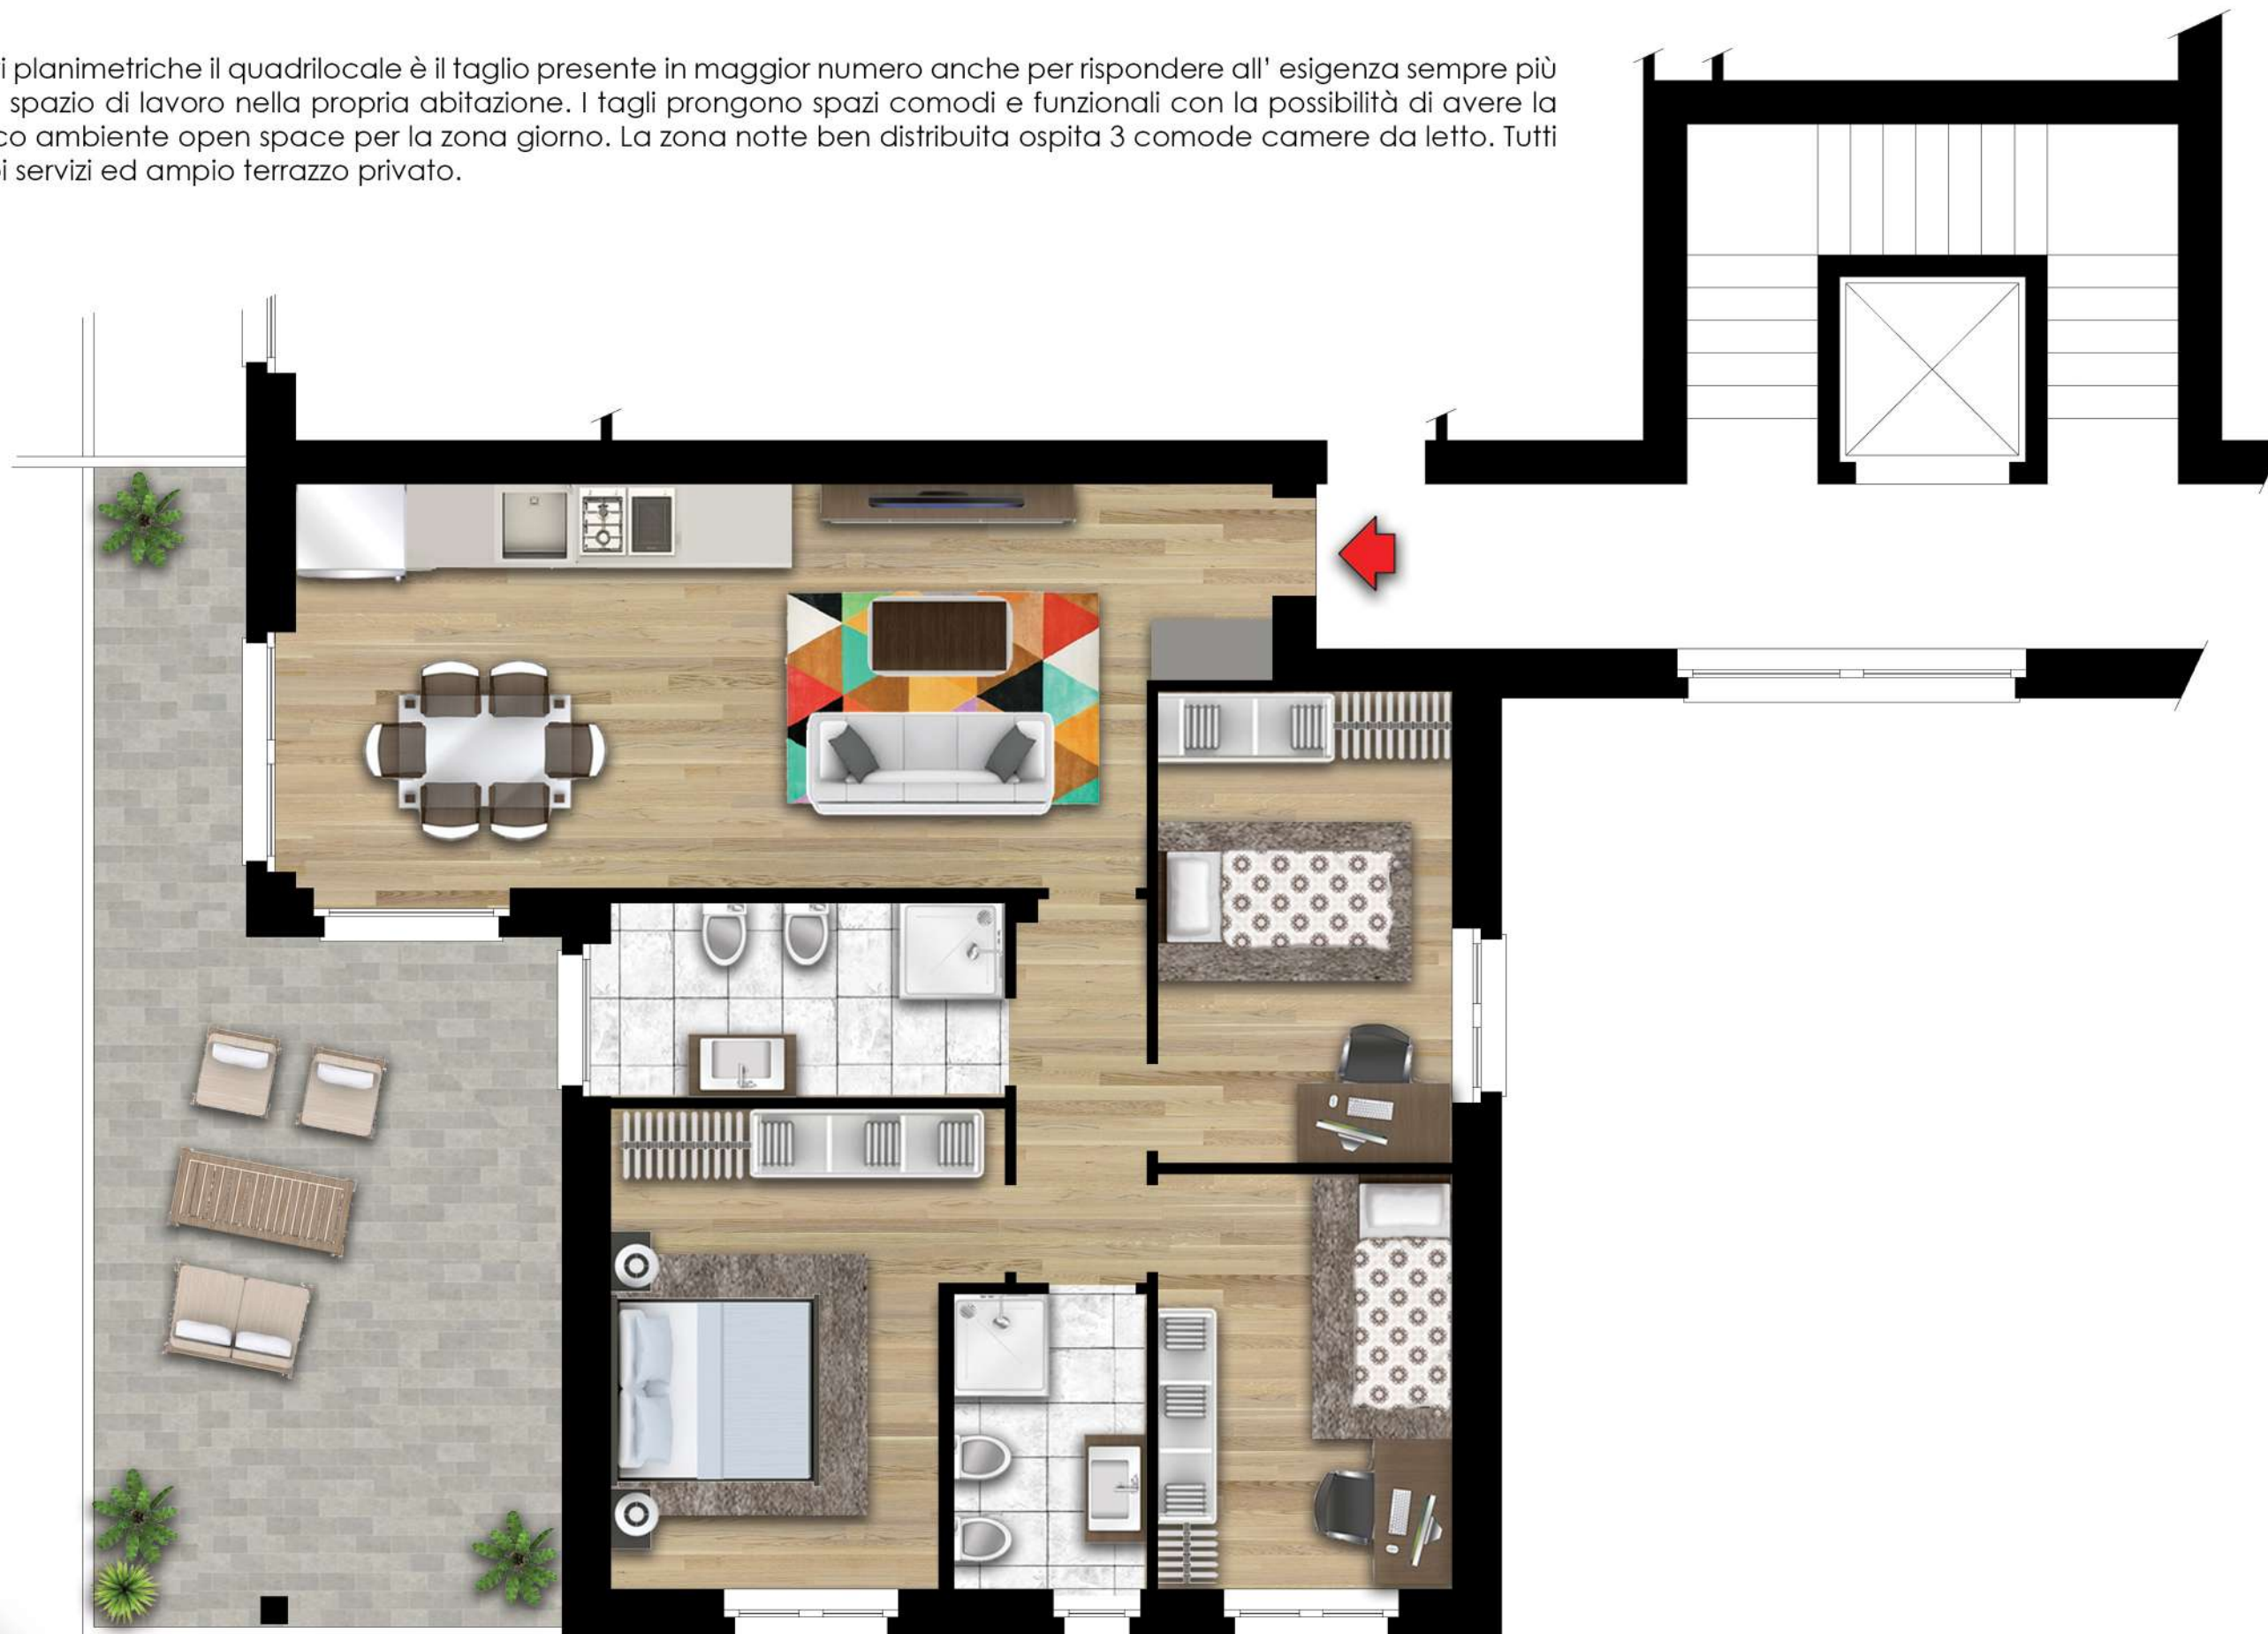 i planimetriche il quadrilocale è il taglio presente in maggior numero anche per rispondere all' esigenza sempre più
spazio di lavoro nella propria abitazione. I tagli prongono spazi comodi e funzionali con la possibilità di avere la
co ambiente open space per la zona giorno. La zona notte ben distribuita ospita 3 comode camere da letto. Tutti
i servizi ed ampio terrazzo privato.